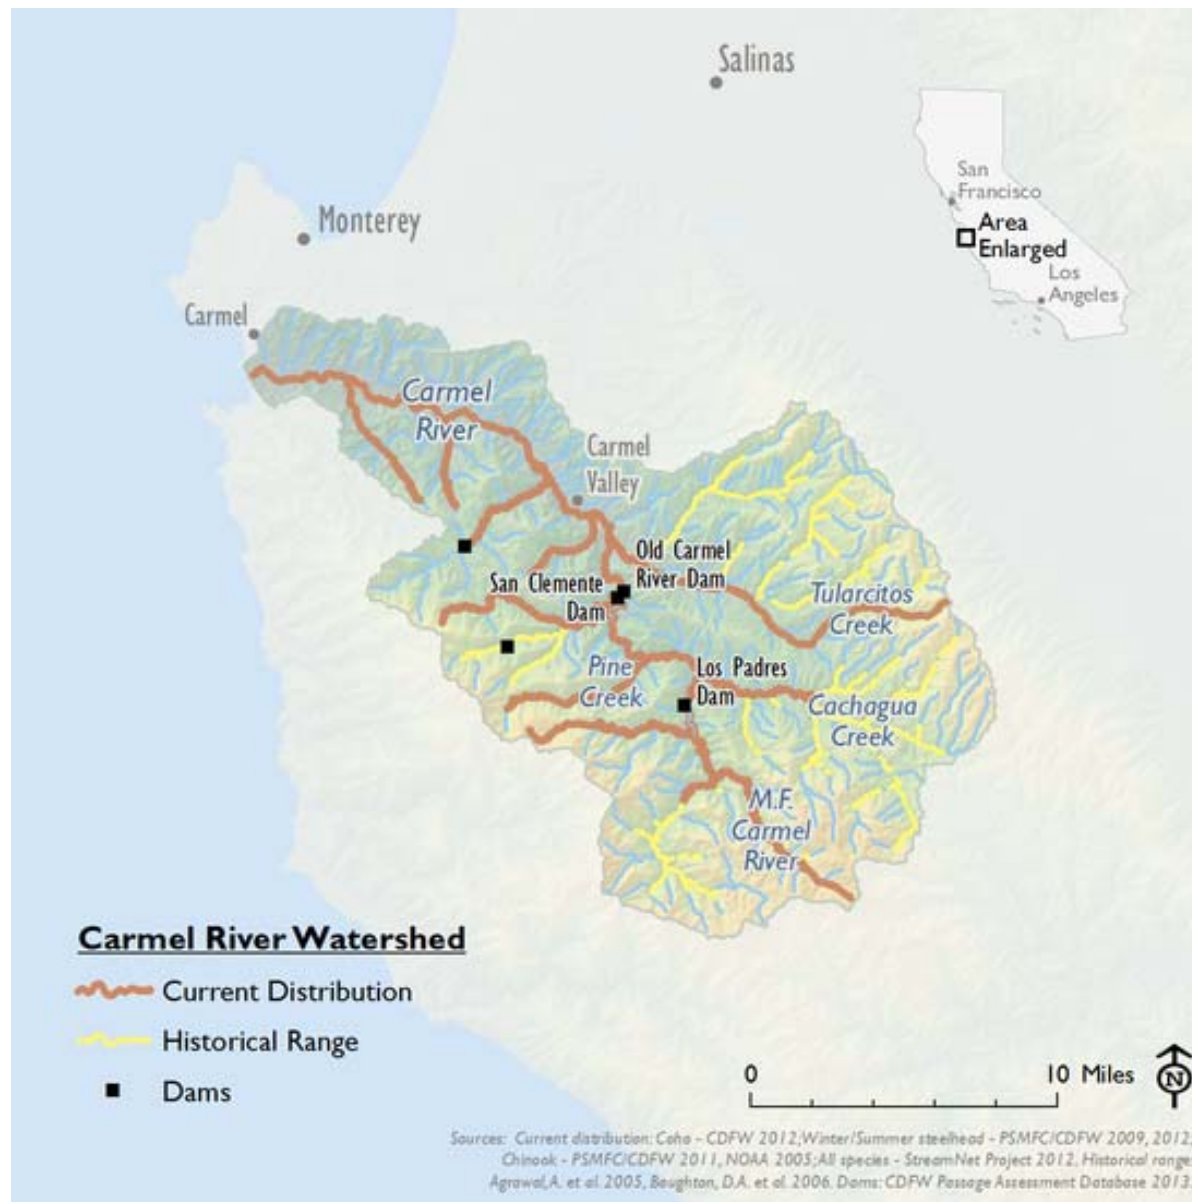 Salinas
San
Francisco
Area
Enlarged
Los
Angeles
Monterey
Carmel
Carmel
River
Carmel
Valley
Old Carmel
River Dam
San Clemente
Dam
Tularcitos
Creek
Pine
Creek
Los Padres
Dam
Cachagua
Creek
M.F.
Carmel
River
Carmel River Watershed
Current Distribution
Historical Range
Dams
0
10 Miles
N
Sources: Current distribution: Coho - CDFW 2012; Winter/Summer steelhead - PSMFC/CDFW 2009, 2012;
Chinook - PSMFC/CDFW 2011, NOAA 2005; All species - StreamNet Project 2012. Historical range:
Agrawal, A. et al. 2005, Boughton, D.A. et al. 2006. Dams: CDFW Passage Assessment Database 2013.